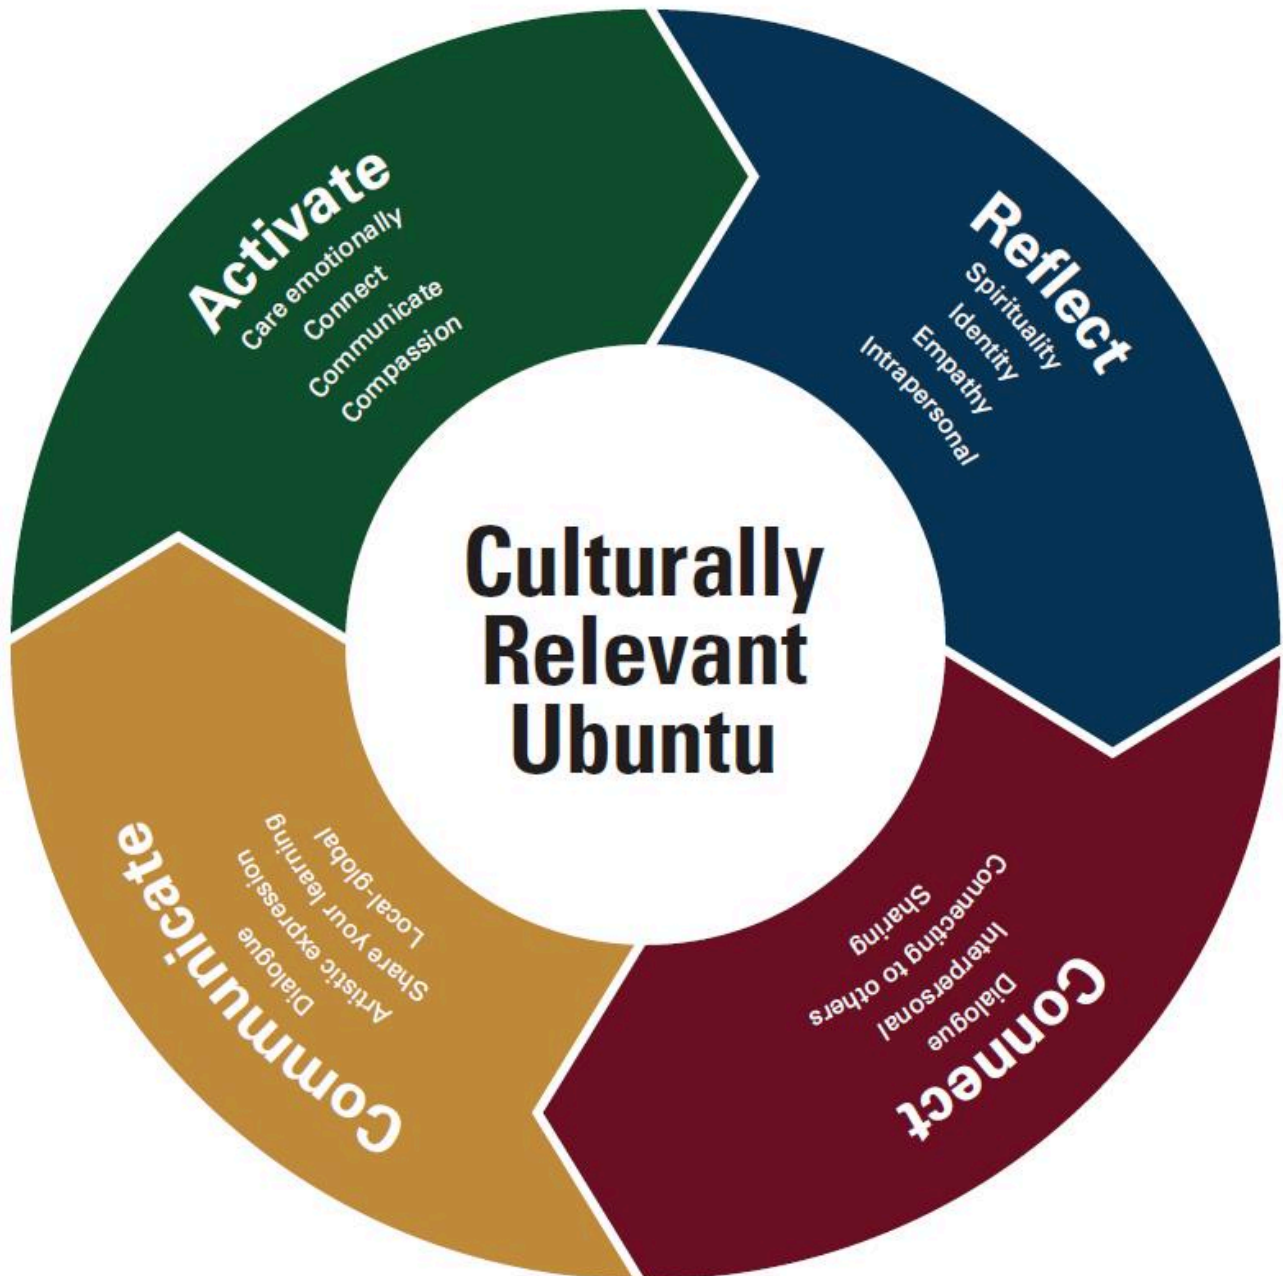 Activate
Care emotionally
Connect
Communicate
Compassion
Reflect
Spirituality
Identity
Empathy
Intrapersonal
Connect
Dialogue
Interpersonal
Connecting to others
Sharing
Communicate
Dialogue
Artistic expression
Share your learning
Local-global
Culturally
Relevant
Ubuntu